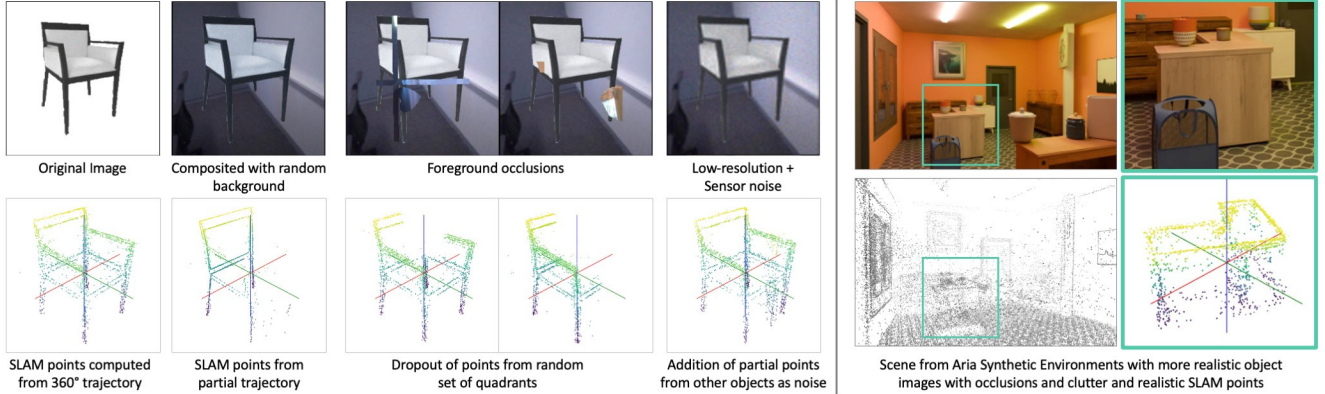 Original Image
Composited with random
background
Foreground occlusions
Low-resolution +
Sensor noise
SLAM points computed
from 360° trajectory
SLAM points from
partial trajectory
Dropout of points from random
set of quadrants
Addition of partial points
from other objects as noise
Scene from Aria Synthetic Environments with more realistic object
images with occlusions and clutter and realistic SLAM points